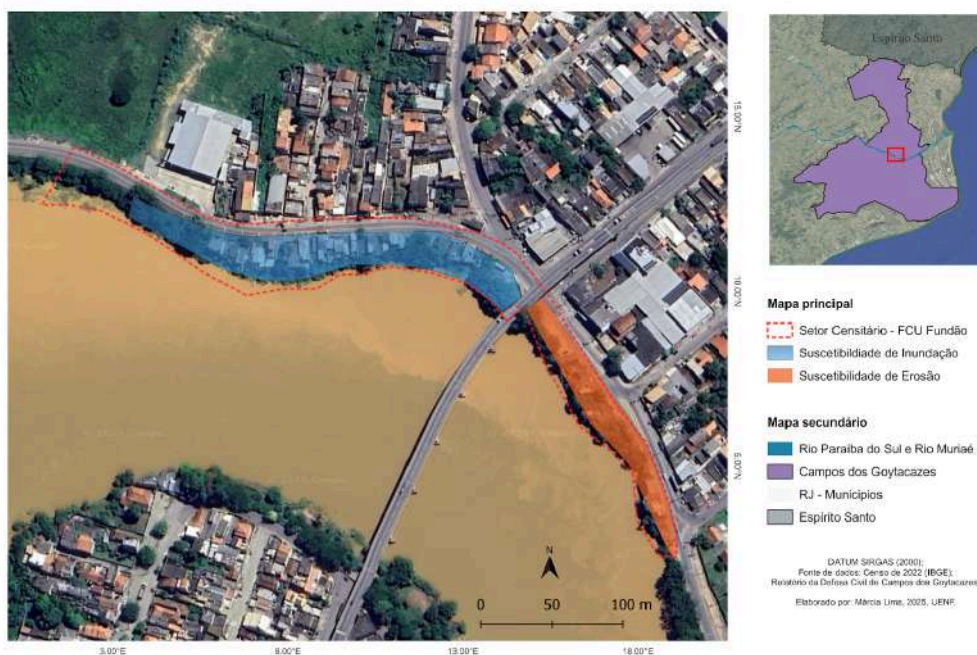 Espírito Santo
15.00°N
10.00°N
5.00°N
Mapa principal
Setor Censitário - FCU Fundão
Suscetibildiade de Inundação
Suscetibilidade de Erosão
Mapa secundário
Rio Paraiba do Sul e Rio Muriaé
Campos dos Goytacazes
RJ - Municipios
Espírito Santo
DATUM SIRGAS (2000);
Fonte de dados: Censo de 2022 (IBGE);
Relatório da Defesa Civil de Campos dos Goytacazes
Elaborado por: Márcia Lima, 2025, UENF.
N
0 50 100 m
3.00°E 8.00°E 13.00°E 18.00°E